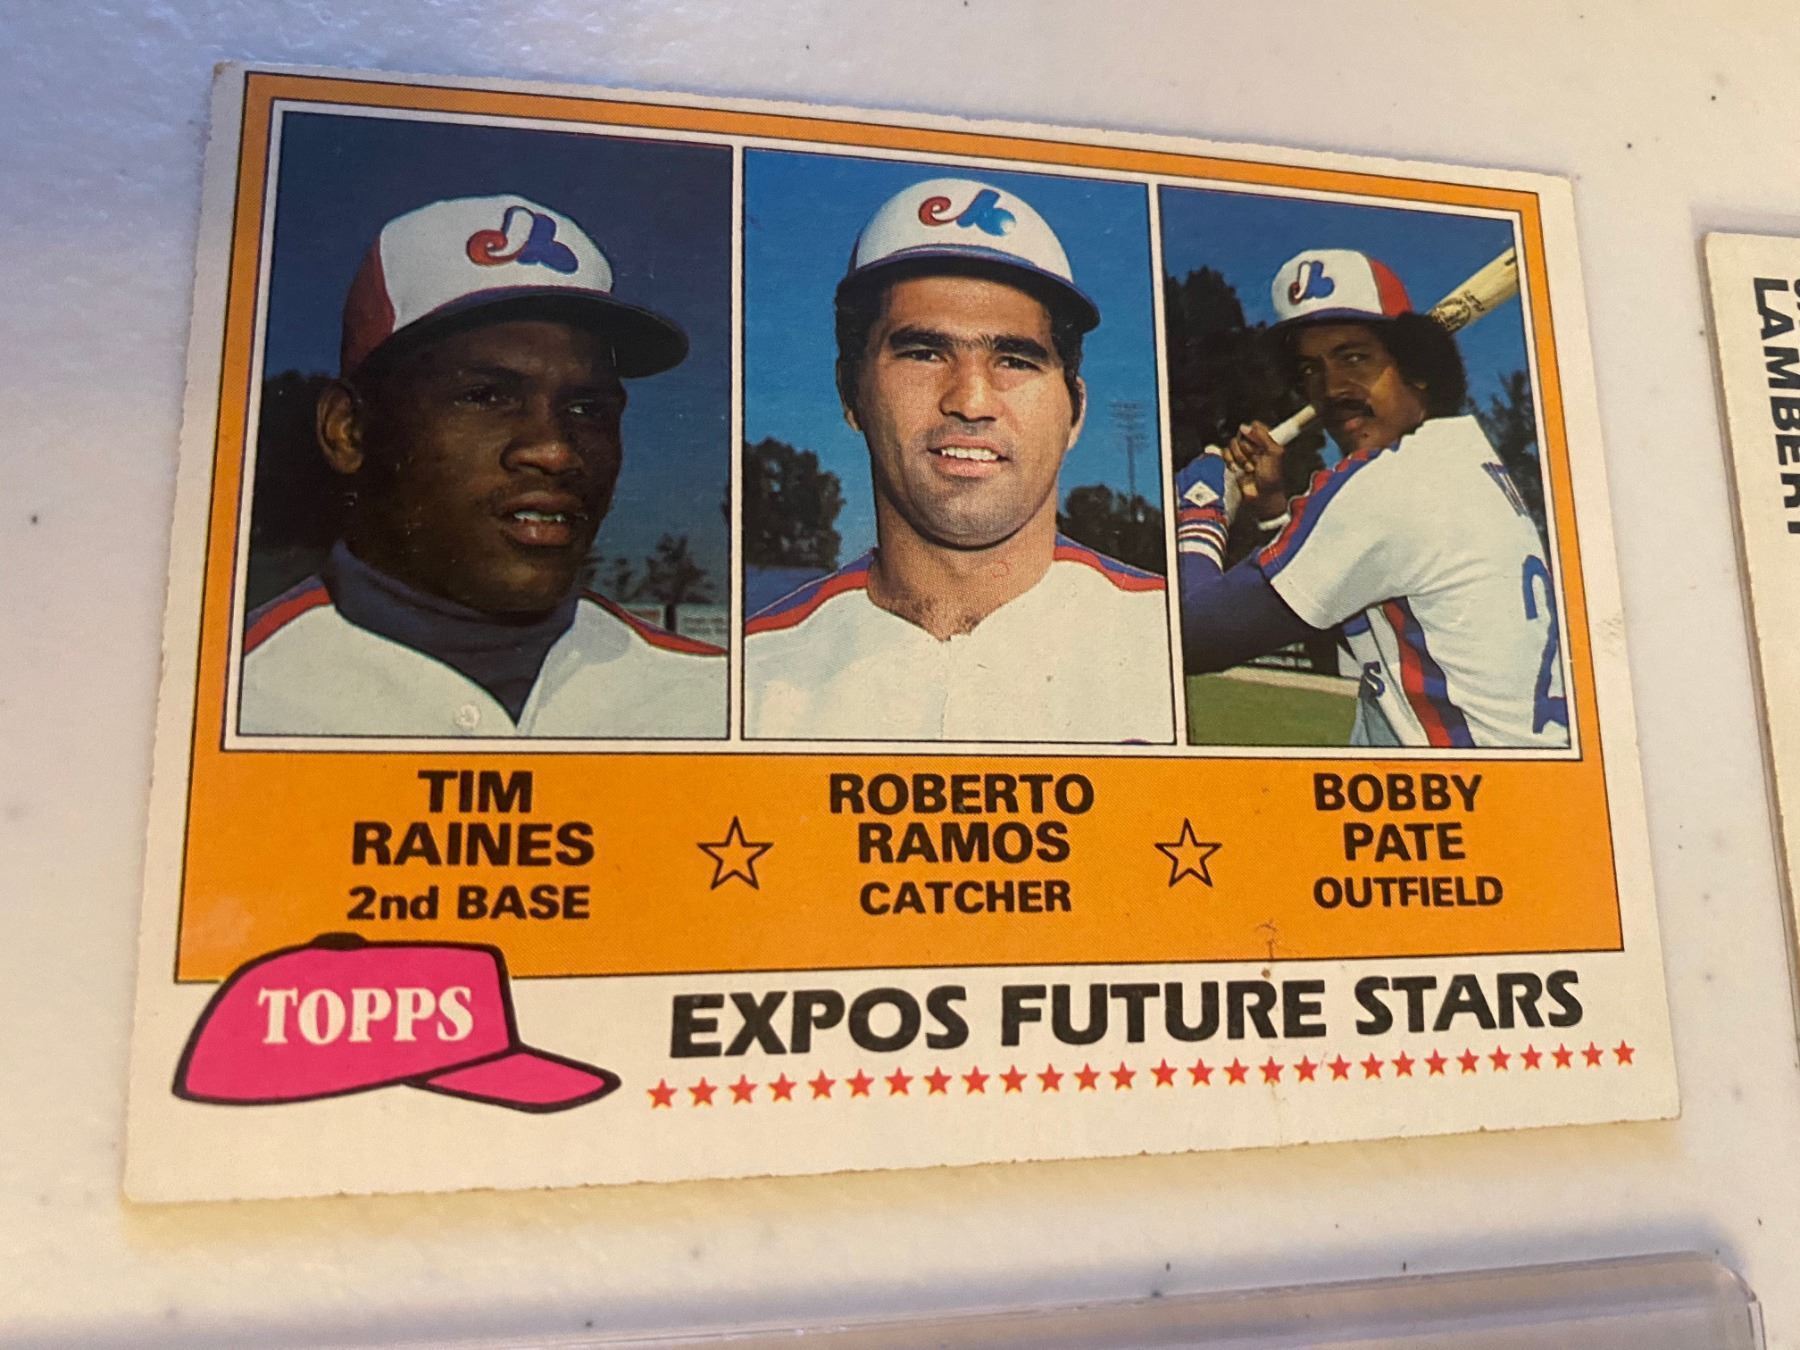 TIM
RAINES
2nd BASE
ROBERTO
RAMOS
CATCHER
BOBBY
PATE
OUTFIELD
TOPPS
EXPOS FUTURE STARS
LAMBERT